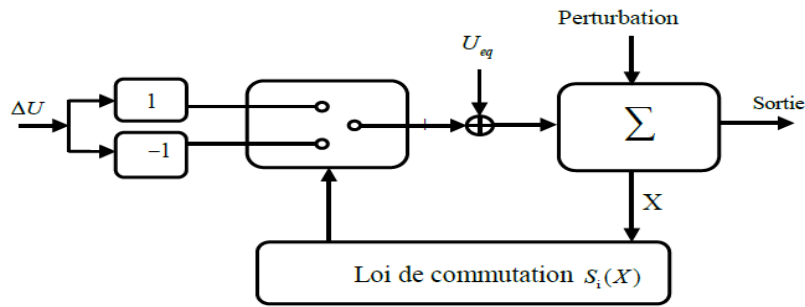 Perturbation
U_eq
ΔU
1
−1
+
∑
Sortie
X
Loi de commutation S_i(X)